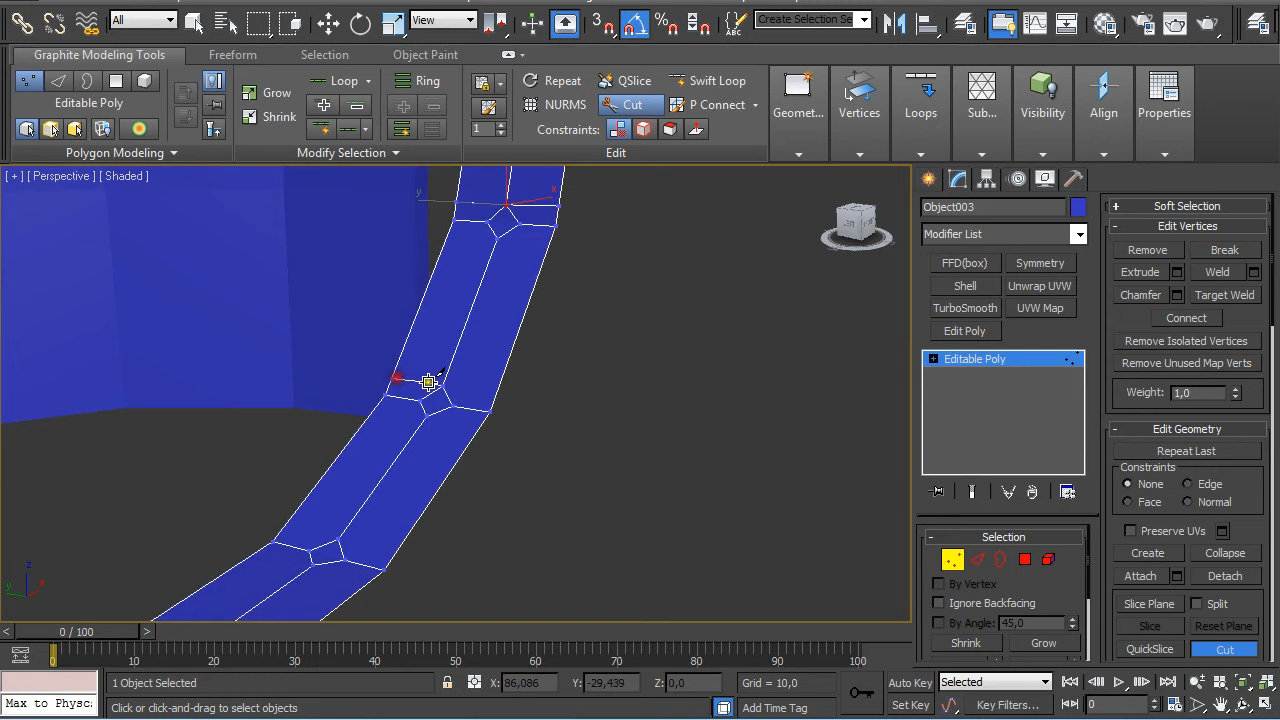 All
View
3
%
ABC
Create Selection Se
Graphite Modeling Tools
Freeform
Selection
Object Paint
Editable Poly
Polygon Modeling
Grow
Shrink
Loop
Ring
Modify Selection
1
Repeat
QSlice
Swift Loop
NURMS
Cut
P Connect
Constraints:
Edit
Geomet...
Vertices
Loops
Sub...
Visibility
Align
Properties
[ + ] [ Perspective ] [ Shaded ]
y
x
z
y
x
Object003
Modifier List
FFD(box)
Symmetry
Shell
Unwrap UVW
TurboSmooth
UVW Map
Edit Poly
Editable Poly
Selection
By Vertex
Ignore Backfacing
By Angle:
45,0
Shrink
Grow
Soft Selection
Edit Vertices
Remove
Break
Extrude
Weld
Chamfer
Target Weld
Connect
Remove Isolated Vertices
Remove Unused Map Verts
Weight:
1,0
Edit Geometry
Repeat Last
Constraints
None
Edge
Face
Normal
Preserve UVs
Create
Collapse
Attach
Detach
Slice Plane
Split
Slice
Reset Plane
QuickSlice
Cut
0 / 100
10
20
30
40
50
60
70
80
90
100
1 Object Selected
X:
86,086
Y:
-29,439
Z:
0,0
Grid = 10,0
Auto Key
Selected
Max to Physc
Click or click-and-drag to select objects
Add Time Tag
Set Key
Key Filters...
0